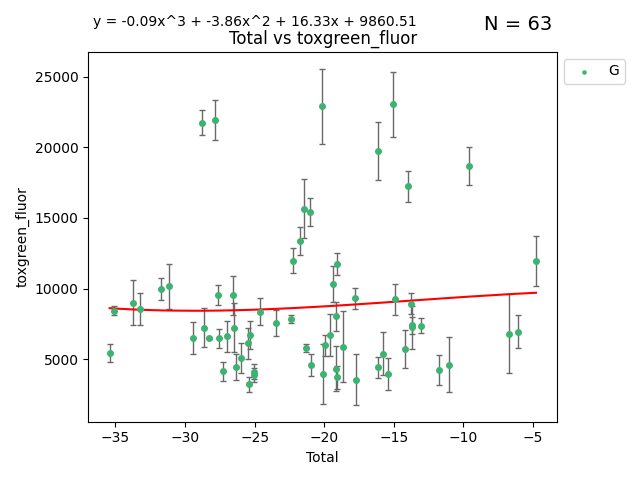 y = -0.09x^3 + -3.86x^2 + 16.33x + 9860.51
N = 63
Total vs toxgreen_fluor
G
25000
20000
15000
10000
5000
toxgreen_fluor
−35
−30
−25
−20
−15
−10
−5
Total